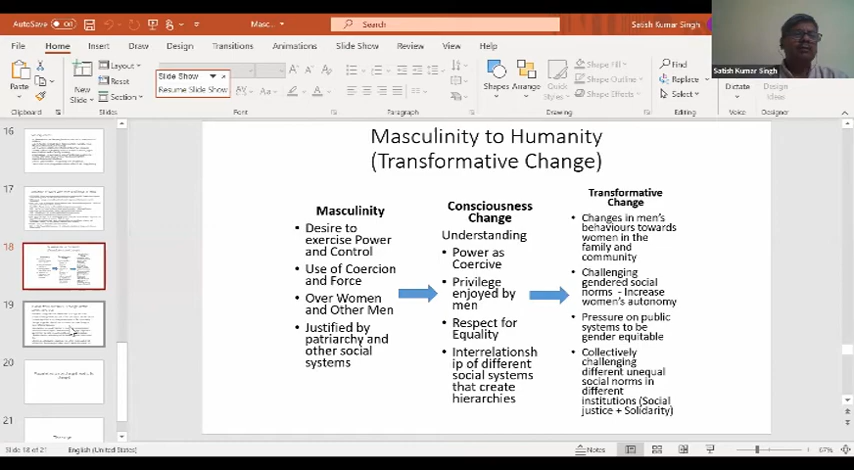 AutoSave Off
Masc...
Search
Satish Kumar Singh
File Home Insert Draw Design Transitions Animations Slide Show Review View Help
Paste
Clipboard
New Slide
Layout
Reset
Section
Slides
Slide Show
Resume Slide Show
Font
Paragraph
Shapes
Arrange
Quick Styles
Shape Fill
Shape Outline
Shape Effects
Drawing
Find
Replace
Select
Editing
Dictate
Voice
Design Ideas
Designer
Satish Kumar Singh
16
17
18
19
20
21
Masculinity to Humanity
(Transformative Change)
Masculinity
• Desire to
exercise Power
and Control
• Use of Coercion
and Force
• Over Women
and Other Men
• Justified by
patriarchy and
other social
systems
Consciousness
Change
Understanding
• Power as
Coercive
• Privilege
enjoyed by
men
• Respect for
Equality
• Interrelationsh
ip of different
social systems
that create
hierarchies
Transformative
Change
• Changes in men's
behaviours towards
women in the
family and
community
• Challenging
gendered social
norms - Increase
women's autonomy
• Pressure on public
systems to be
gender equitable
• Collectively
challenging
different unequal
social norms in
different
institutions (Social
justice + Solidarity)
Slide 18 of 21
English (United States)
Notes
67%